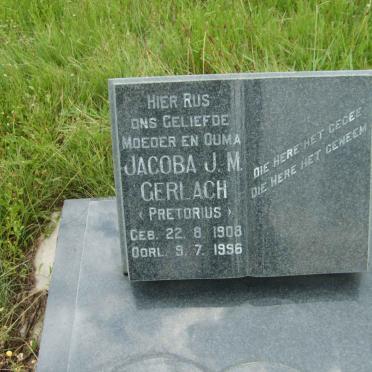 HIER RUS
ONS GELIEFDE
MOEDER EN OUMA
JACOBA J. M.
GERLACH
(PRETORIUS)
GEB. 22. 8. 1908
OORL. 9. 7. 1996
DIE HERE HET GEGEE
DIE HERE HET GENEEM